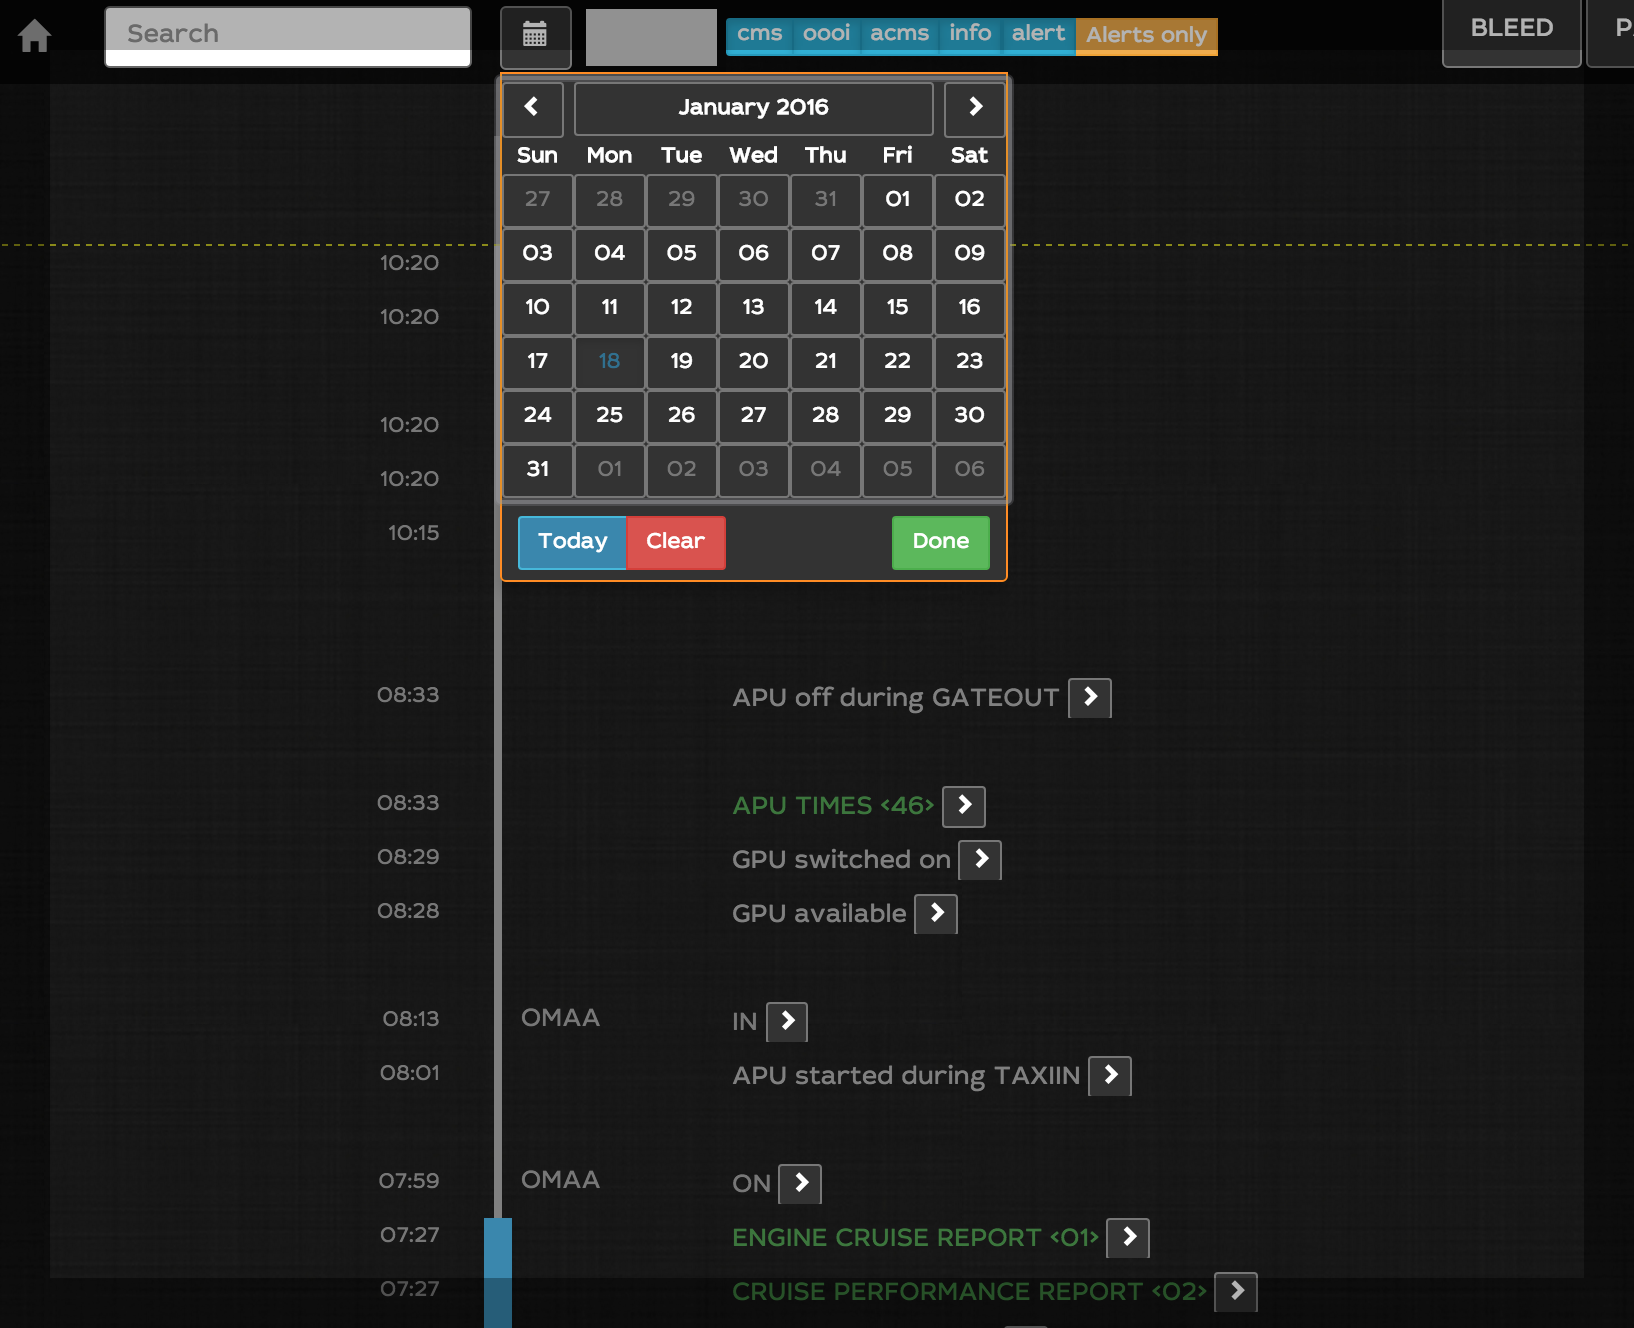 Search
cms oooi acms info alert Alerts only
BLEED
January 2016
Sun Mon Tue Wed Thu Fri Sat
27 28 29 30 31 01 02
03 04 05 06 07 08 09
10 11 12 13 14 15 16
17 18 19 20 21 22 23
24 25 26 27 28 29 30
31 01 02 03 04 05 06
Today Clear Done
10:20
10:20
10:20
10:20
10:15
08:33 APU off during GATEOUT
08:33 APU TIMES <46>
08:29 GPU switched on
08:28 GPU available
08:13 OMAA IN
08:01 APU started during TAXIIN
07:59 OMAA ON
07:27 ENGINE CRUISE REPORT <01>
07:27 CRUISE PERFORMANCE REPORT <02>